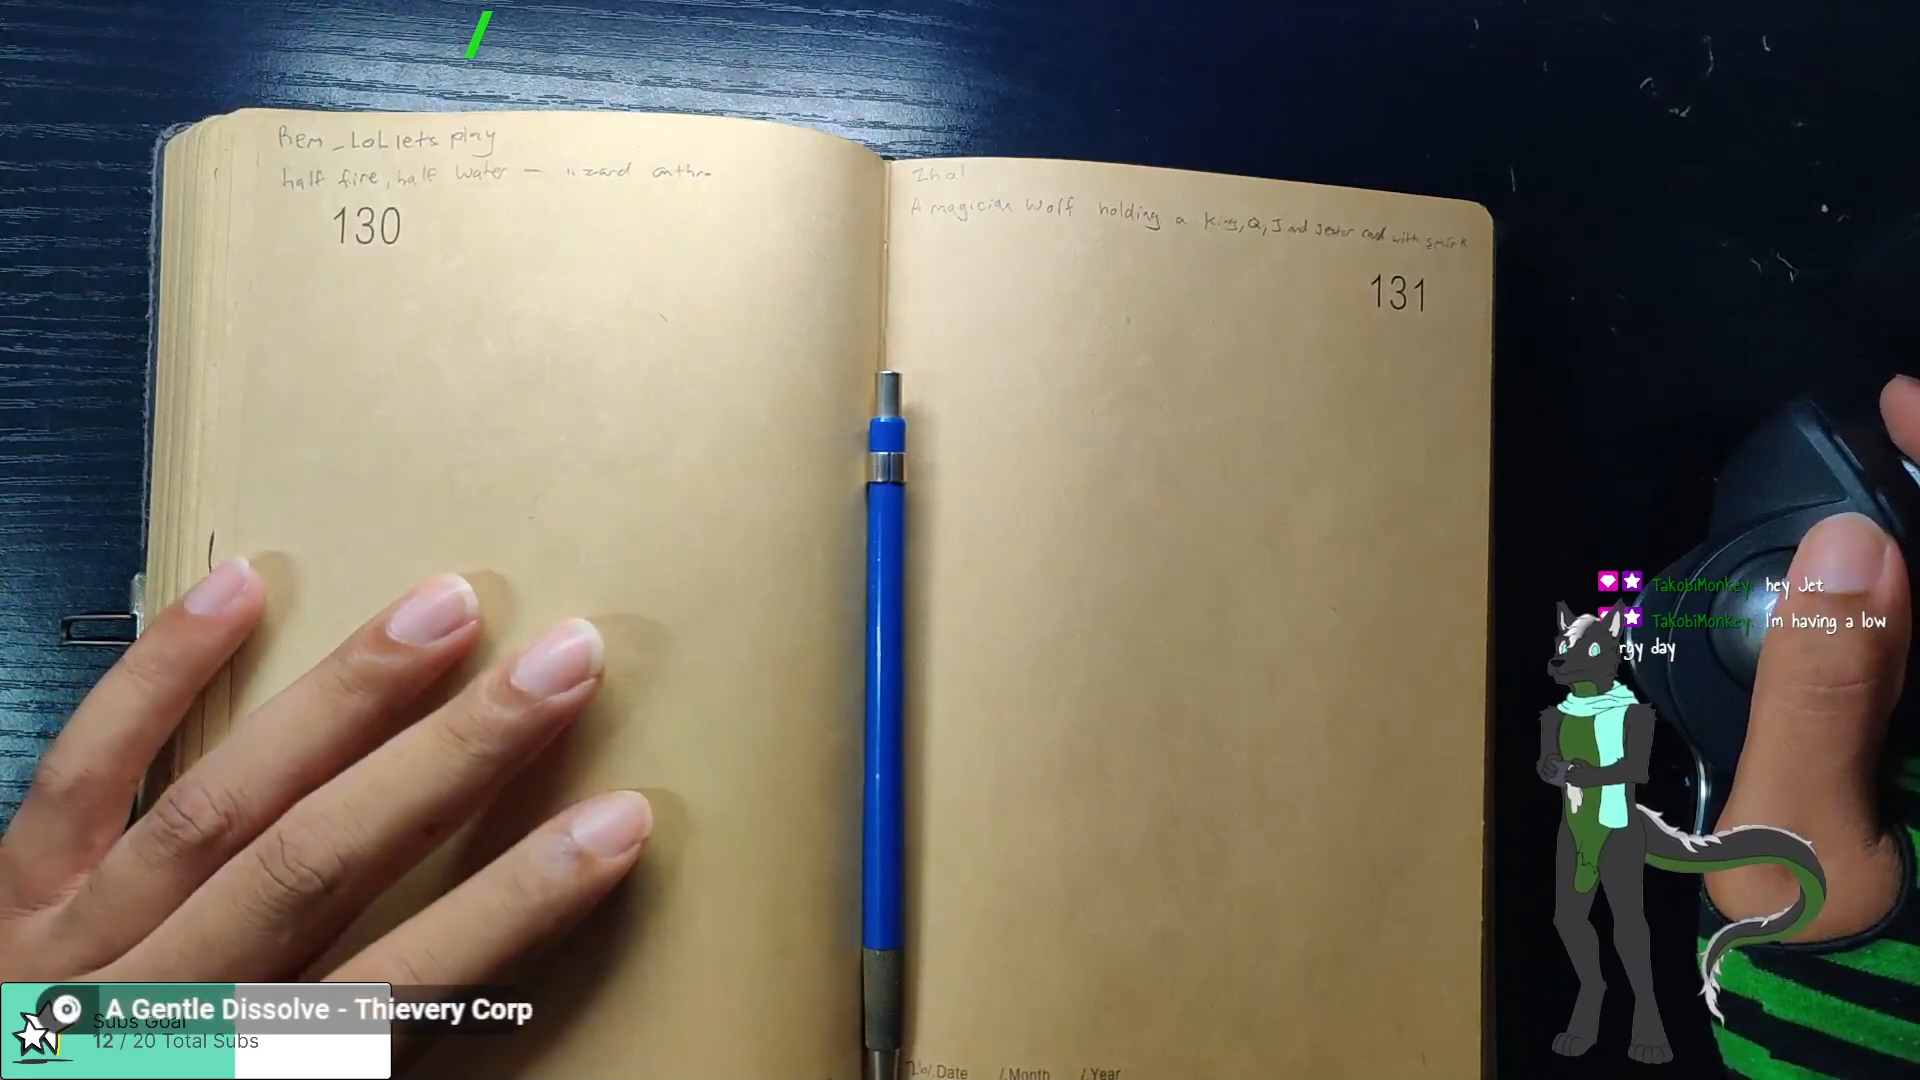 /
Rem_LoL lets play
half fire, half water - lizard anthro
130
Zhal
A magician wolf holding a King, Q, J and Jester card with smirk
131
TakobiMonkey: hey Jet
TakobiMonkey: I'm having a low
rgy day
A Gentle Dissolve - Thievery Corp
Subs Goal
12 / 20 Total Subs
/.Date /.Month /.Year